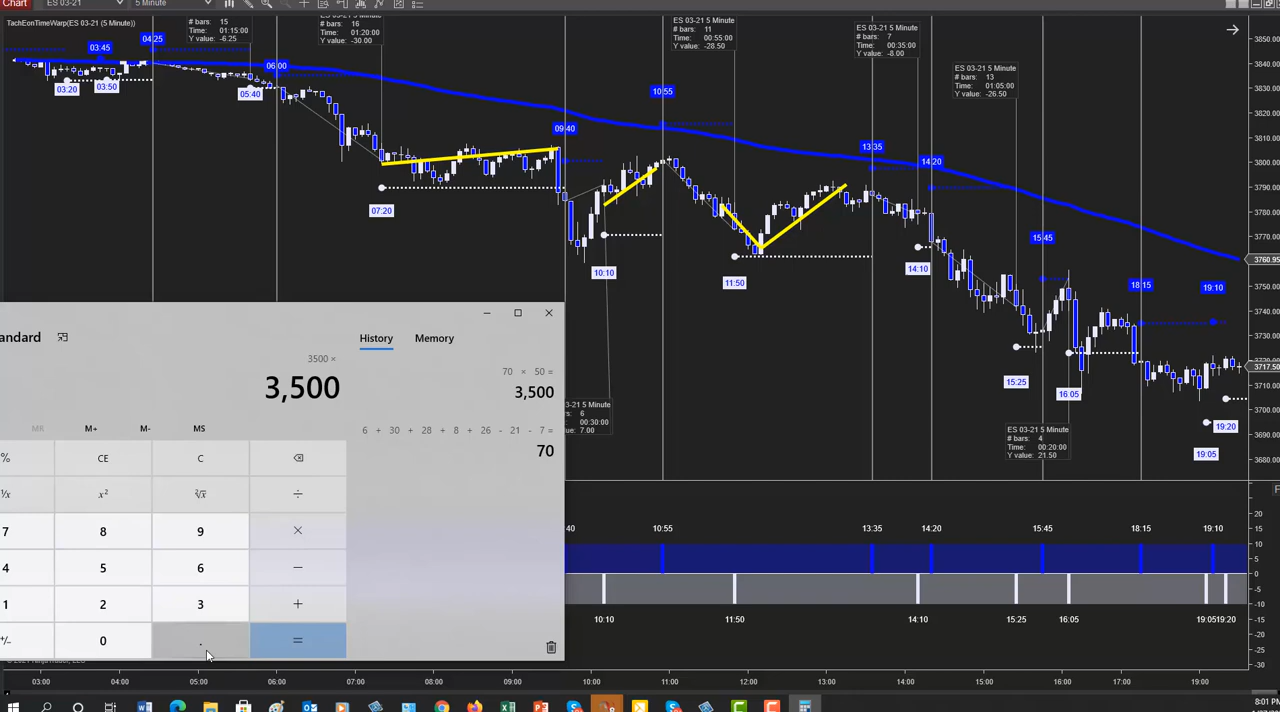 Chart
ES 03-21
5 Minute
TachEonTimeWarp(ES 03-21 (5 Minute))
# bars: 15
Time: 01:15:00
Y value: -6.25
ES 03-21 5 Minute
# bars: 16
Time: 01:20:00
Y value: -30.00
ES 03-21 5 Minute
# bars: 11
Time: 00:55:00
Y value: -28.50
ES 03-21 5 Minute
# bars: 7
Time: 00:35:00
Y value: -8.00
ES 03-21 5 Minute
# bars: 13
Time: 01:05:00
Y value: -26.50
03:45
04:25
03:20
03:50
05:40
06:00
07:20
09:40
10:10
10:55
11:50
13:35
14:20
14:10
15:45
15:25
16:05
18:15
19:10
19:20
19:05
3850.00
3840.00
3830.00
3820.00
3810.00
3800.00
3790.00
3780.00
3770.00
3760.95
3750.00
3740.00
3730.00
3717.50
3710.00
3700.00
3690.00
3680.00
03-21 5 Minute
6
00:30:00
7.00
ES 03-21 5 Minute
# bars: 4
Time: 00:20:00
Y value: 21.50
andard
History
Memory
3500 ×
3,500
70 × 50 =
3,500
6 + 30 + 28 + 8 + 26 - 21 - 7 =
70
MR M+ M- MS
% CE C
¹/x x² ²√x ÷
7 8 9 ×
4 5 6 −
1 2 3 +
+/− 0 . =
:40 10:55 13:35 14:20 15:45 18:15 19:10
10:10 11:50 14:10 15:25 16:05 19:05 19:20
F
20
15
10
5
0
-5
-10
-15
-20
-25
-30
03:00 04:00 05:00 06:00 07:00 08:00 09:00 10:00 11:00 12:00 13:00 14:00 15:00 16:00 17:00 18:00 19:00
8:01 PM